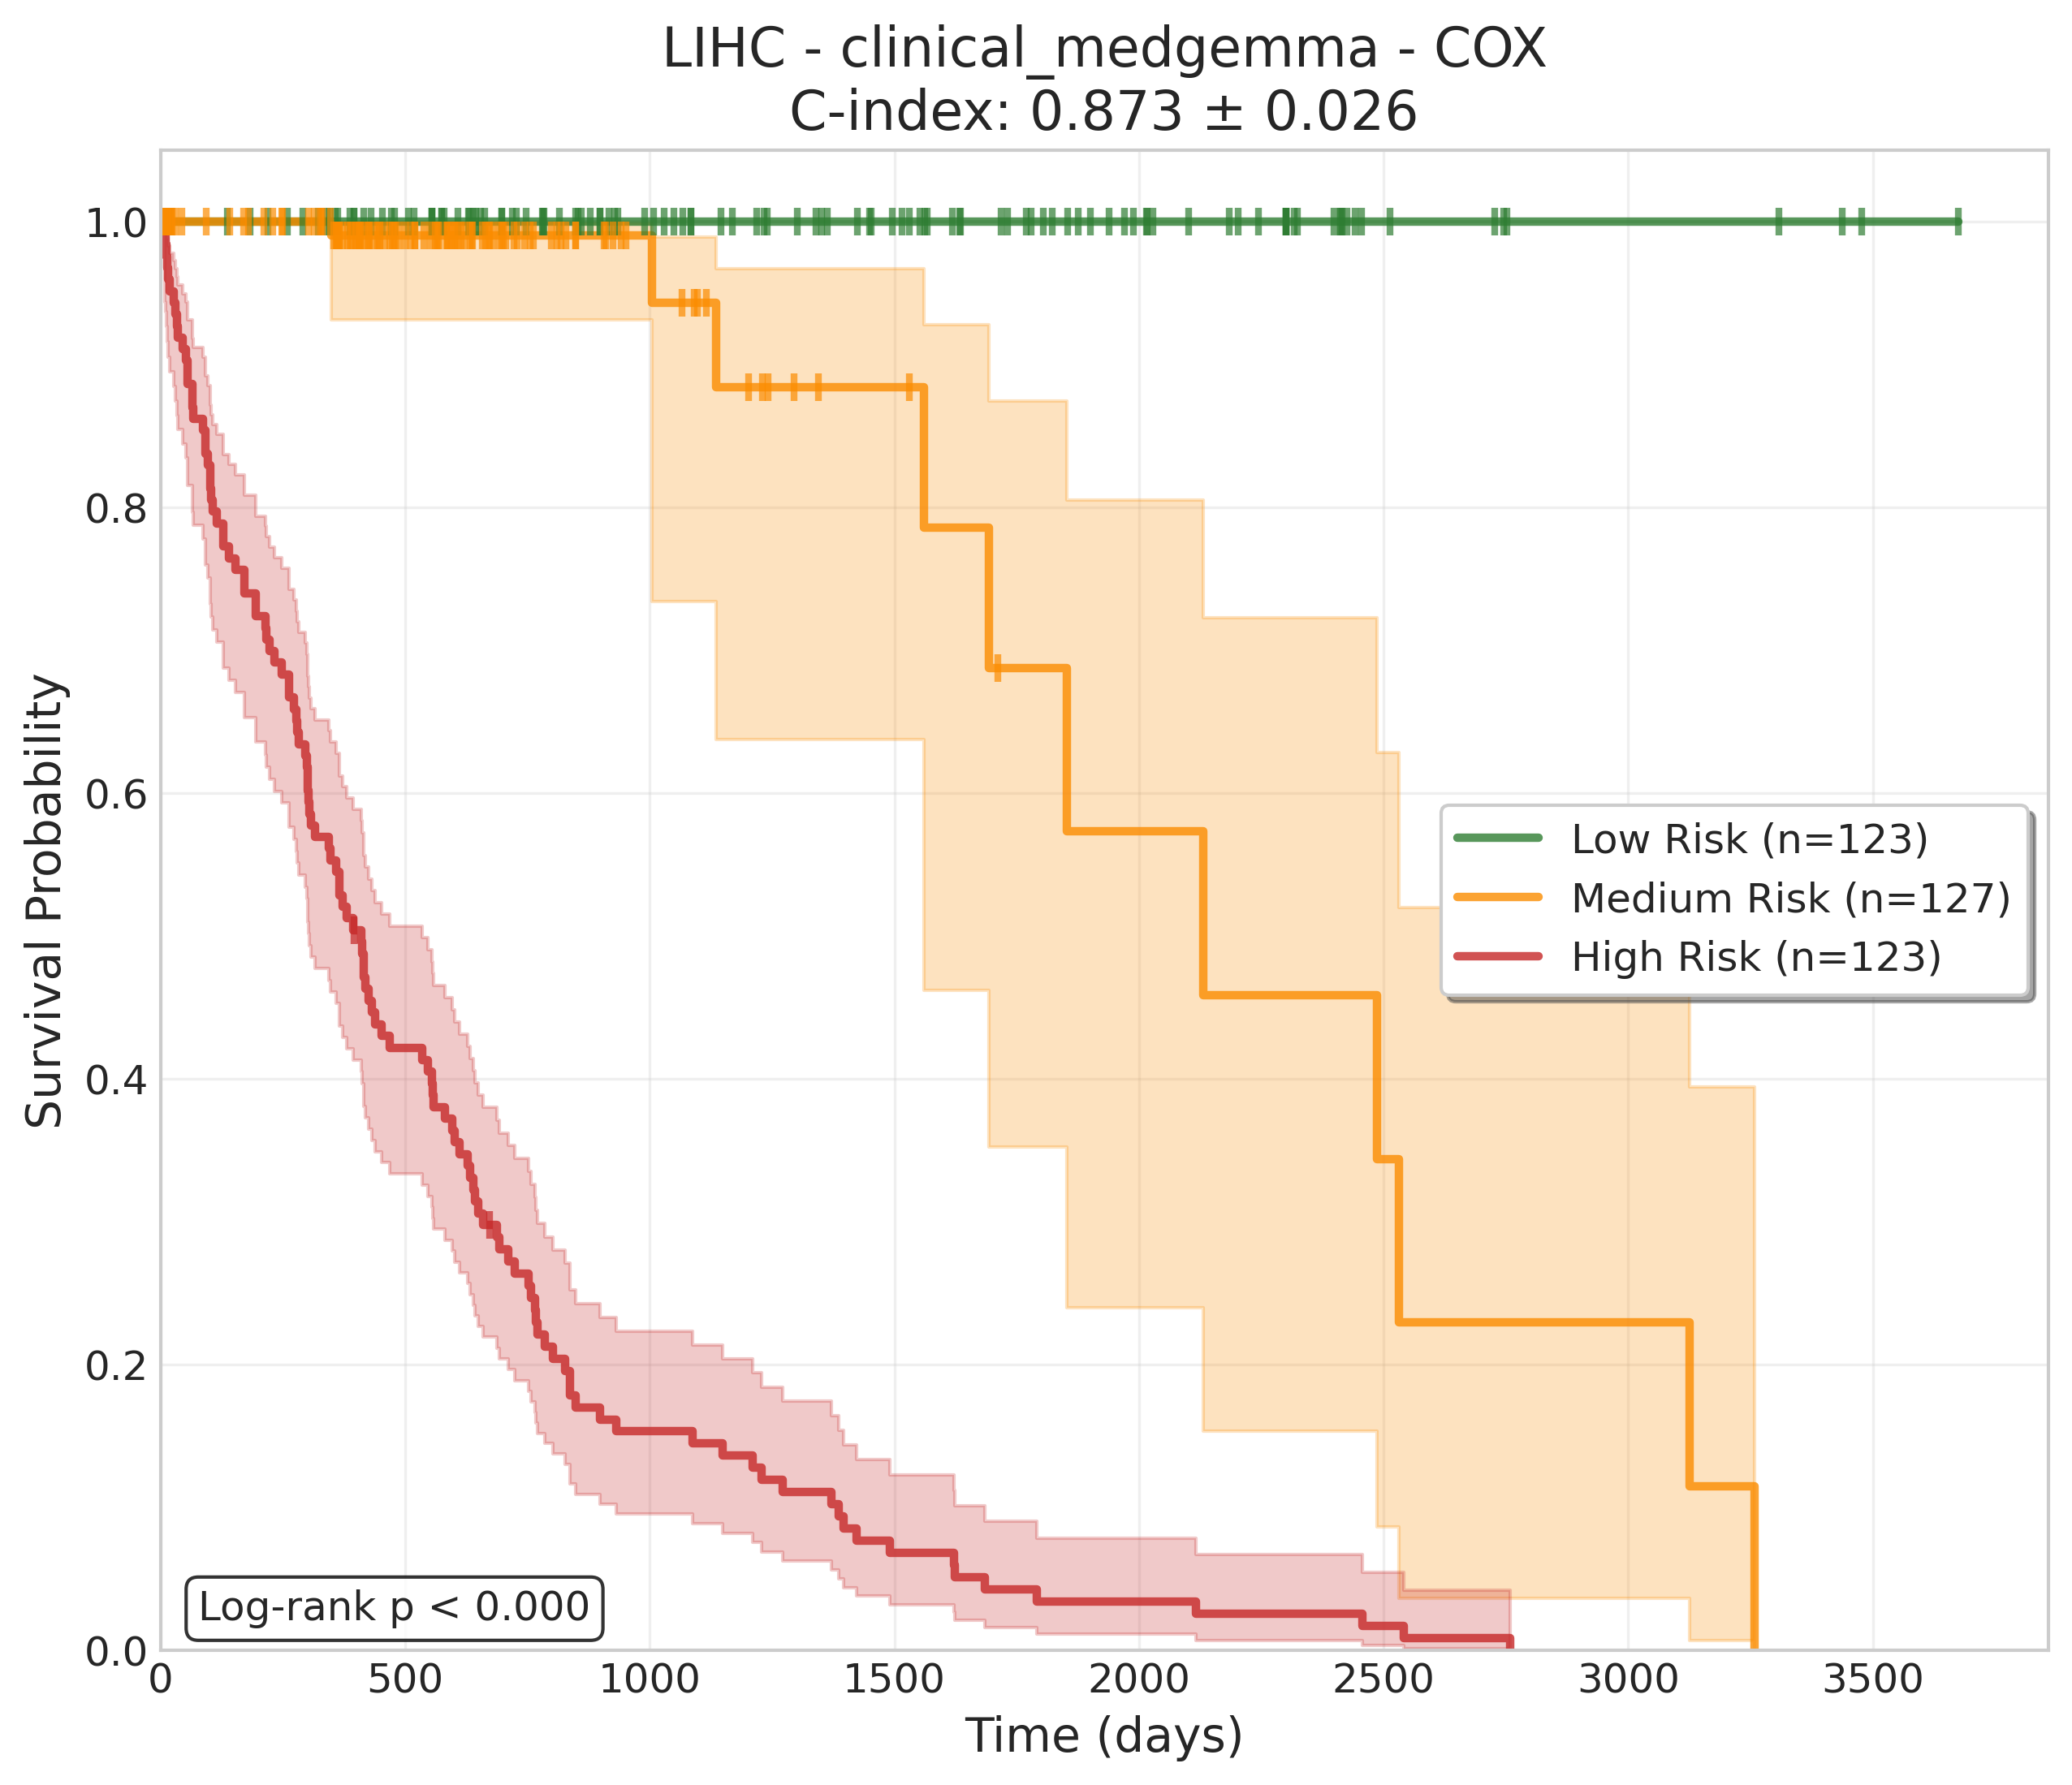 LIHC - clinical_medgemma - COX
C-index: 0.873 ± 0.026
Survival Probability
1.0
0.8
0.6
0.4
0.2
0.0
Low Risk (n=123)
Medium Risk (n=127)
High Risk (n=123)
Log-rank p < 0.000
0 500 1000 1500 2000 2500 3000 3500
Time (days)